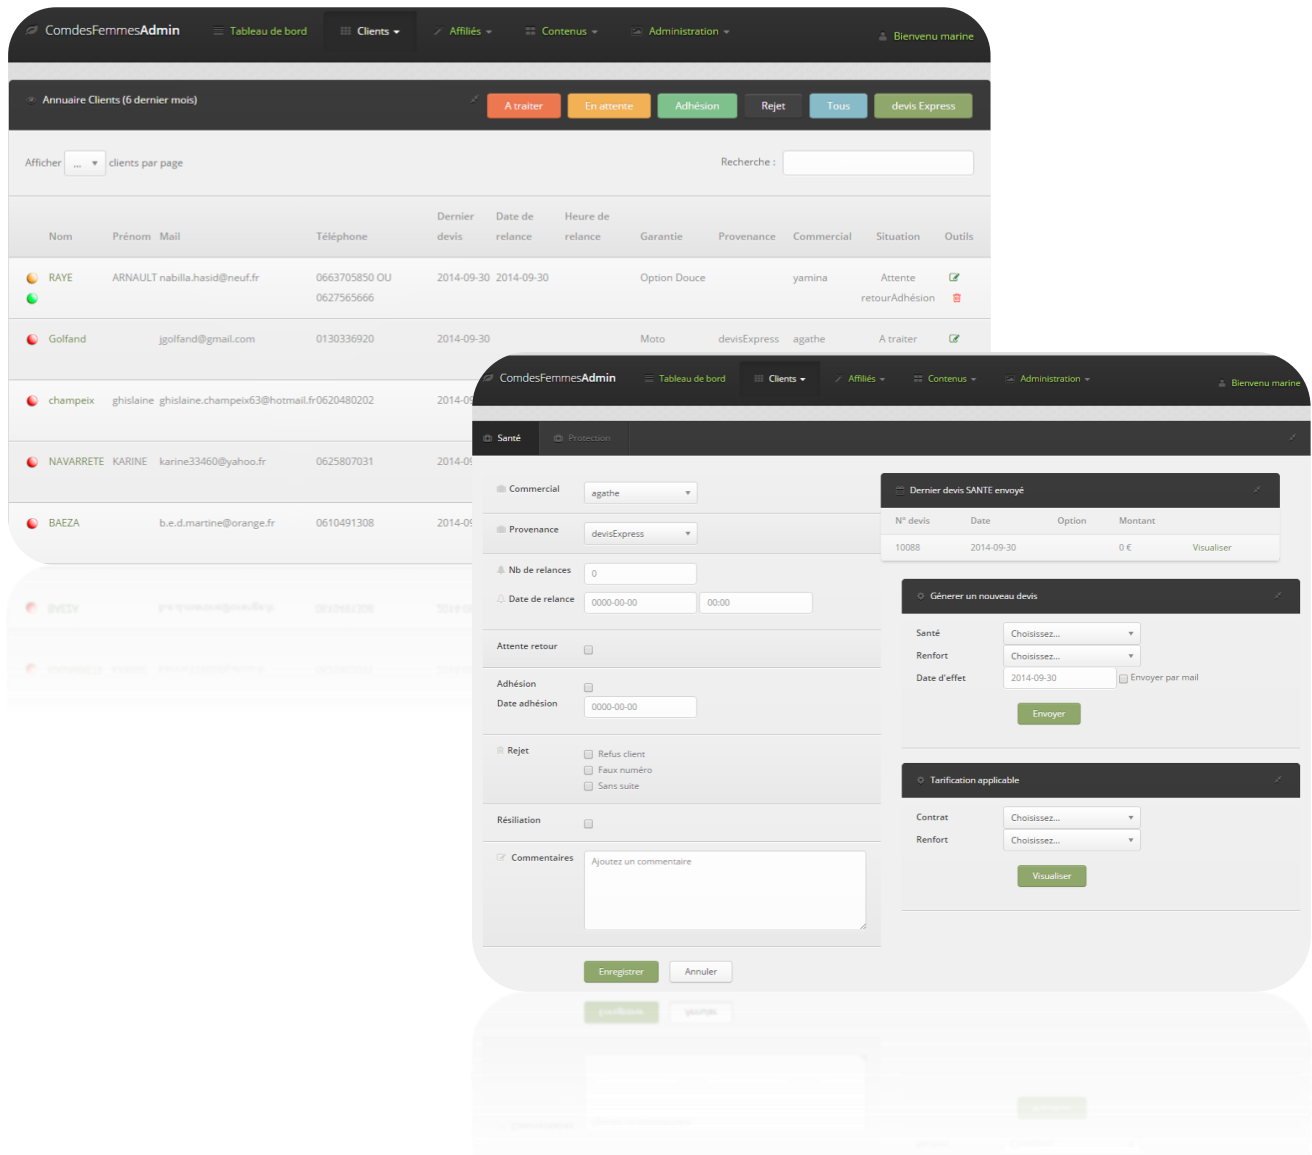 ComdesFemmesAdmin Tableau de bord Clients Affiliés Contenus Administration Bienvenu marine
Annuaire Clients (6 dernier mois) A traiter En attente Adhésion Rejet Tous devis Express
Afficher ... clients par page Recherche :
Dernier Date de Heure de
Nom Prénom Mail Téléphone devis relance relance Garantie Provenance Commercial Situation Outils
RAYE ARNAULT nabilla.hasid@neuf.fr 0663705850 OU 2014-09-30 2014-09-30 Option Douce yamina Attente
0627565666 retourAdhésion
Golfand jgolfand@gmail.com 0130336920 2014-09-30 Moto devisExpress agathe A traiter
champeix ghislaine ghislaine.champeix63@hotmail.fr 0620480202 2014-09
NAVARRETE KARINE karine33460@yahoo.fr 0625807031 2014-09
BAEZA b.e.d.martine@orange.fr 0610491308 2014-09
ComdesFemmesAdmin Tableau de bord Clients Affiliés Contenus Administration Bienvenu marine
Santé Protection
Commercial agathe
Provenance devisExpress
Nb de relances 0
Date de relance 0000-00-00 00:00
Attente retour
Adhésion
Date adhésion 0000-00-00
Rejet Refus client
Faux numéro
Sans suite
Résiliation
Commentaires Ajoutez un commentaire
Enregistrer Annuler
Dernier devis SANTE envoyé
N° devis Date Option Montant
10088 2014-09-30 0 € Visualiser
Génerer un nouveau devis
Santé Choisissez...
Renfort Choisissez...
Date d'effet 2014-09-30 Envoyer par mail
Envoyer
Tarification applicable
Contrat Choisissez...
Renfort Choisissez...
Visualiser